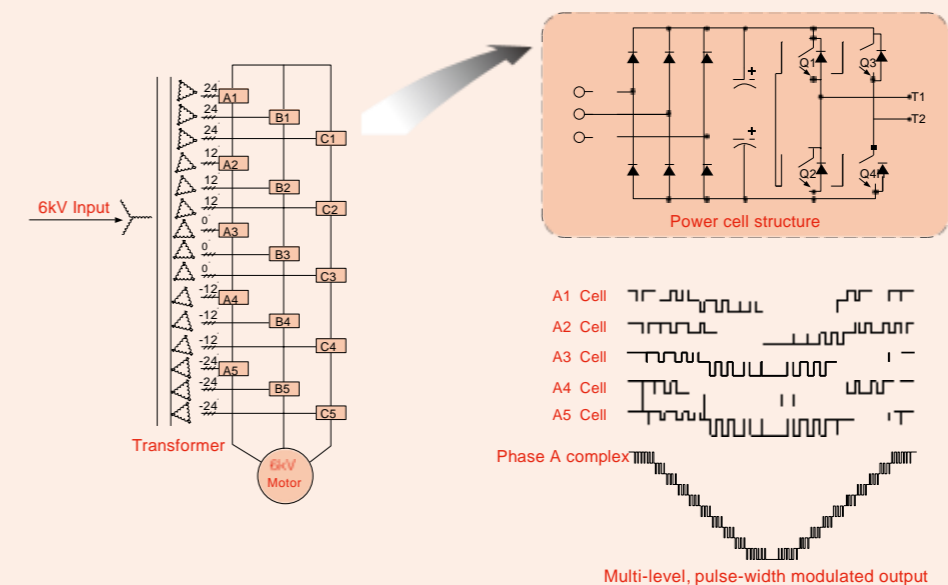 24°
A1
24°
B1
24°
C1
12°
A2
12°
B2
12°
C2
0°
A3
0°
B3
0°
C3
-12°
A4
-12°
B4
-12°
C4
-24°
A5
-24°
B5
-24°
C5
6kV Input
Transformer
6kV
Motor
Q1
Q3
T1
T2
Q2
Q4
Power cell structure
A1 Cell
A2 Cell
A3 Cell
A4 Cell
A5 Cell
Phase A complex
Multi-level, pulse-width modulated output